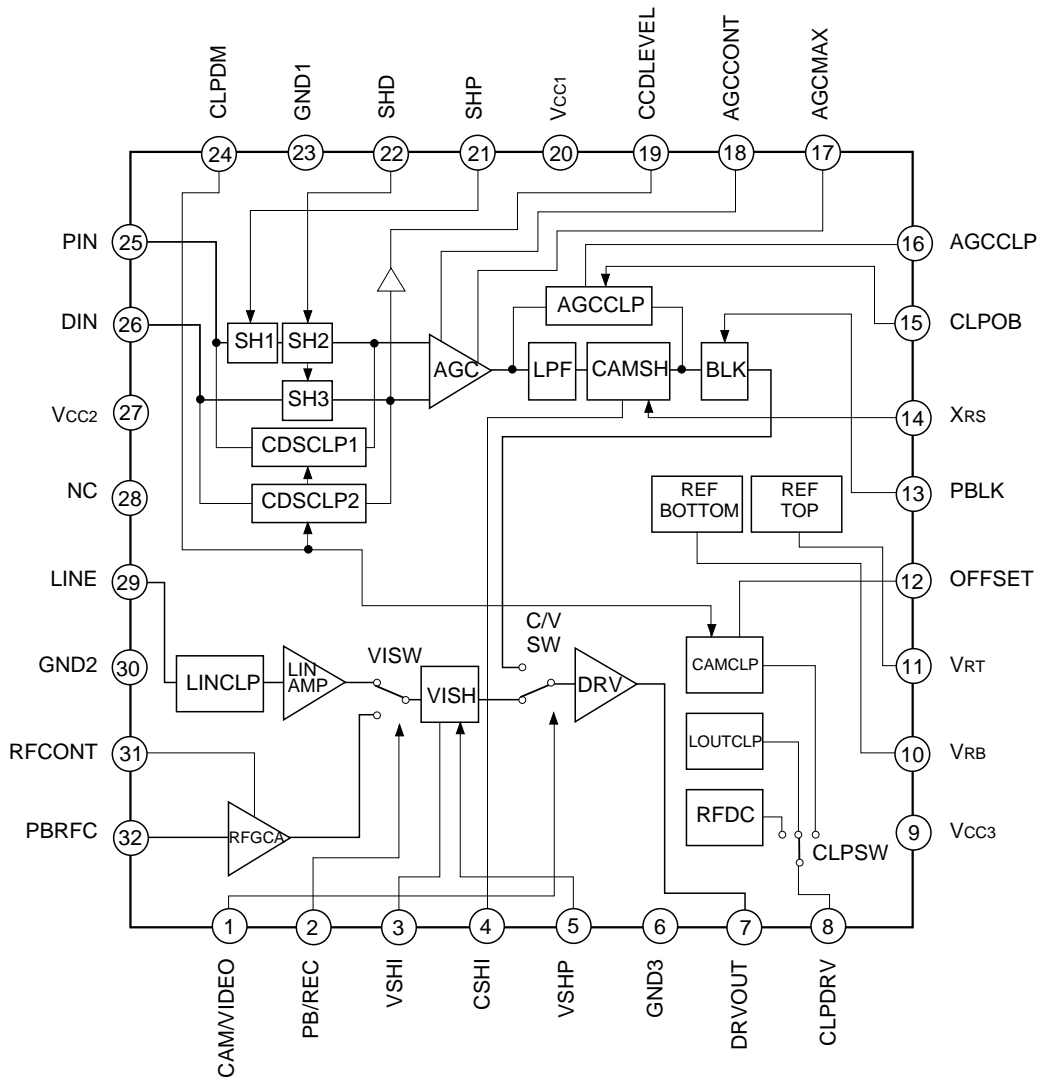 CLPDM
GND1
SHD
SHP
VCC1
CCDLEVEL
AGCCONT
AGCMAX
24
23
22
21
20
19
18
17
PIN
25
16
AGCCLP
DIN
26
AGCCLP
15
CLPOB
SH1
SH2
AGC
LPF
CAMSH
BLK
SH3
VCC2
27
14
XRS
CDSCLP1
NC
28
CDSCLP2
REF
BOTTOM
REF
TOP
13
PBLK
LINE
29
12
OFFSET
C/V
SW
GND2
30
LINCLP
LIN
AMP
VISW
VISH
DRV
CAMCLP
11
VRT
RFCONT
31
LOUTCLP
10
VRB
PBRFC
32
RFGCA
RFDC
CLPSW
9
VCC3
1
2
3
4
5
6
7
8
CAM/VIDEO
PB/REC
VSHI
CSHI
VSHP
GND3
DRVOUT
CLPDRV